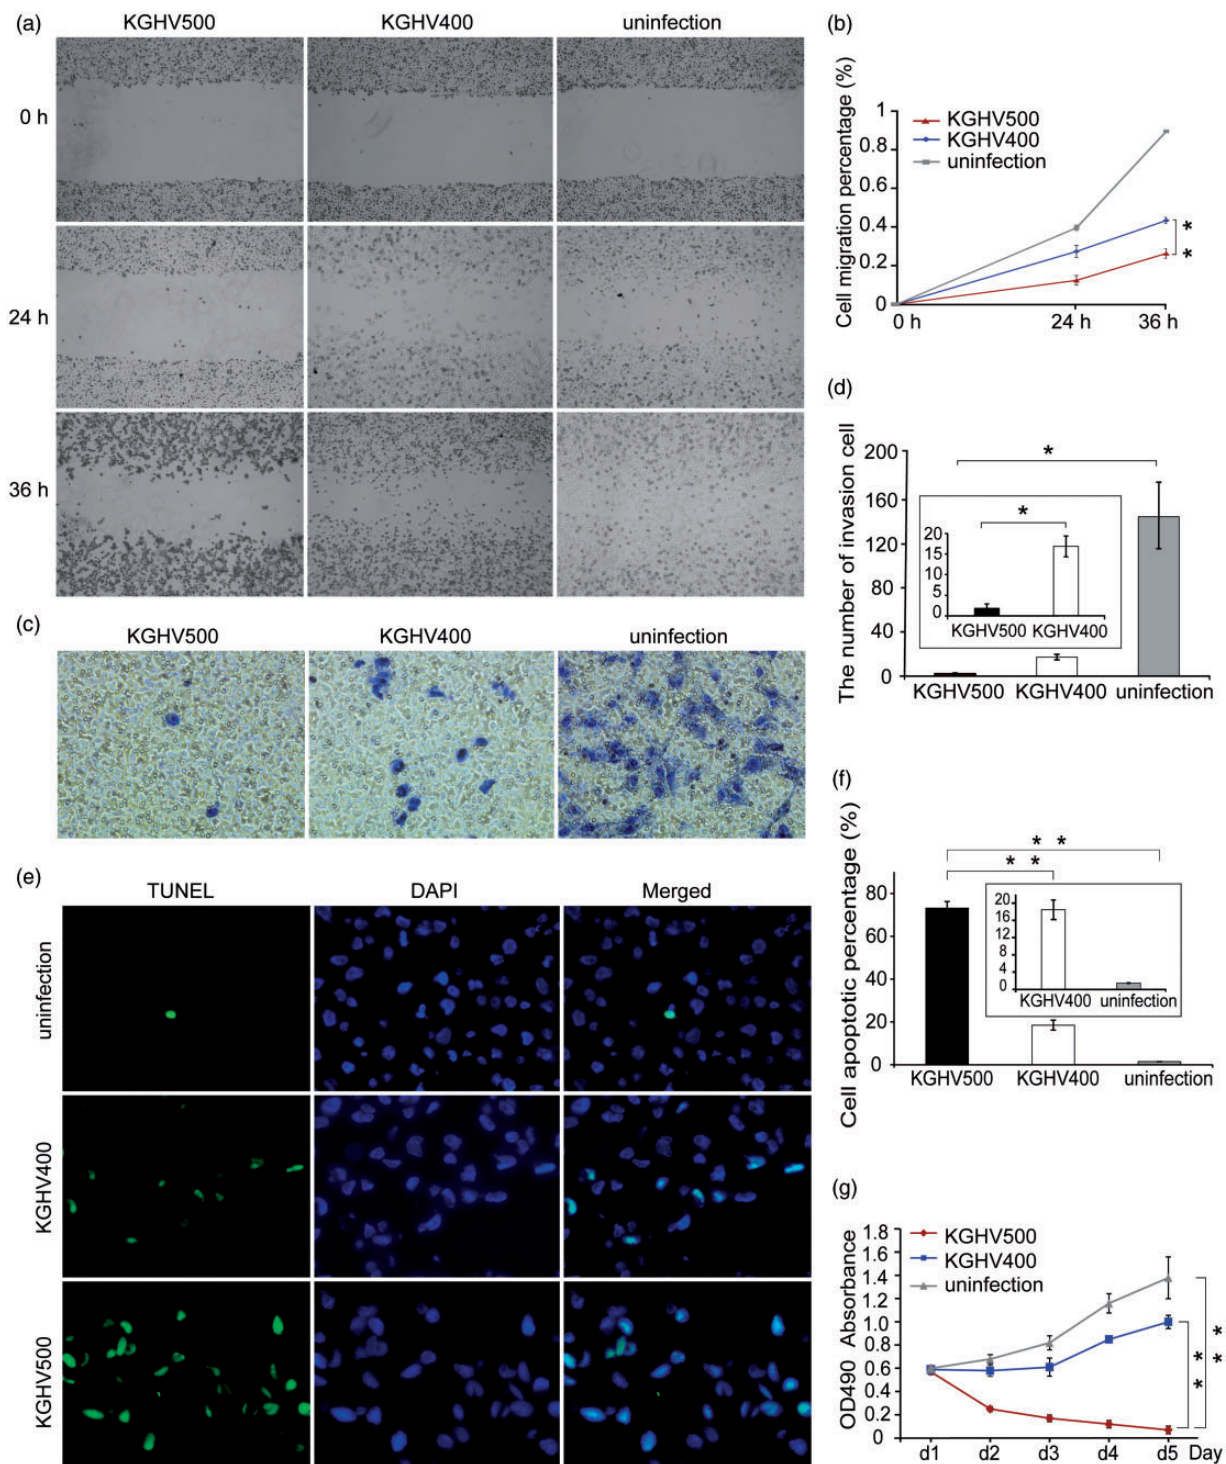 (a)
KGHV500 KGHV400 uninfection
0 h
24 h
36 h
(b)
Cell migration percentage (%)
1
0.8
0.6
0.4
0.2
0
KGHV500
KGHV400
uninfection
0 h 24 h 36 h
*
*
(c)
KGHV500 KGHV400 uninfection
(d)
The number of invasion cell
200
160
120
80
40
0
*
*
20
15
10
5
0
KGHV500 KGHV400
KGHV500 KGHV400 uninfection
(e)
TUNEL DAPI Merged
uninfection
KGHV400
KGHV500
(f)
Cell apoptotic percentage (%)
80
60
40
20
0
* *
* *
20
16
12
8
4
0
KGHV400 uninfection
KGHV500 KGHV400 uninfection
(g)
OD490 Absorbance
1.8
1.6
1.4
1.2
1.0
0.8
0.6
0.4
0.2
0
KGHV500
KGHV400
uninfection
* *
* *
d1 d2 d3 d4 d5 Day